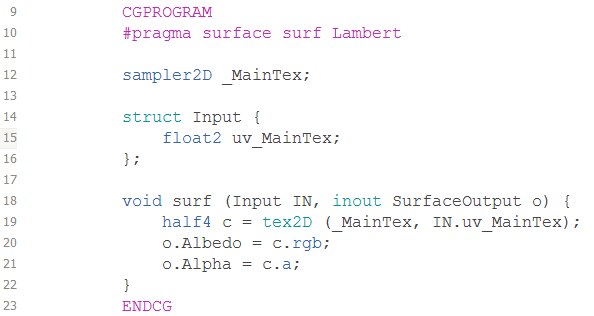 9 CGPROGRAM
10 #pragma surface surf Lambert
11
12 sampler2D _MainTex;
13
14 struct Input {
15 float2 uv_MainTex;
16 };
17
18 void surf (Input IN, inout SurfaceOutput o) {
19 half4 c = tex2D (_MainTex, IN.uv_MainTex);
20 o.Albedo = c.rgb;
21 o.Alpha = c.a;
22 }
23 ENDCG